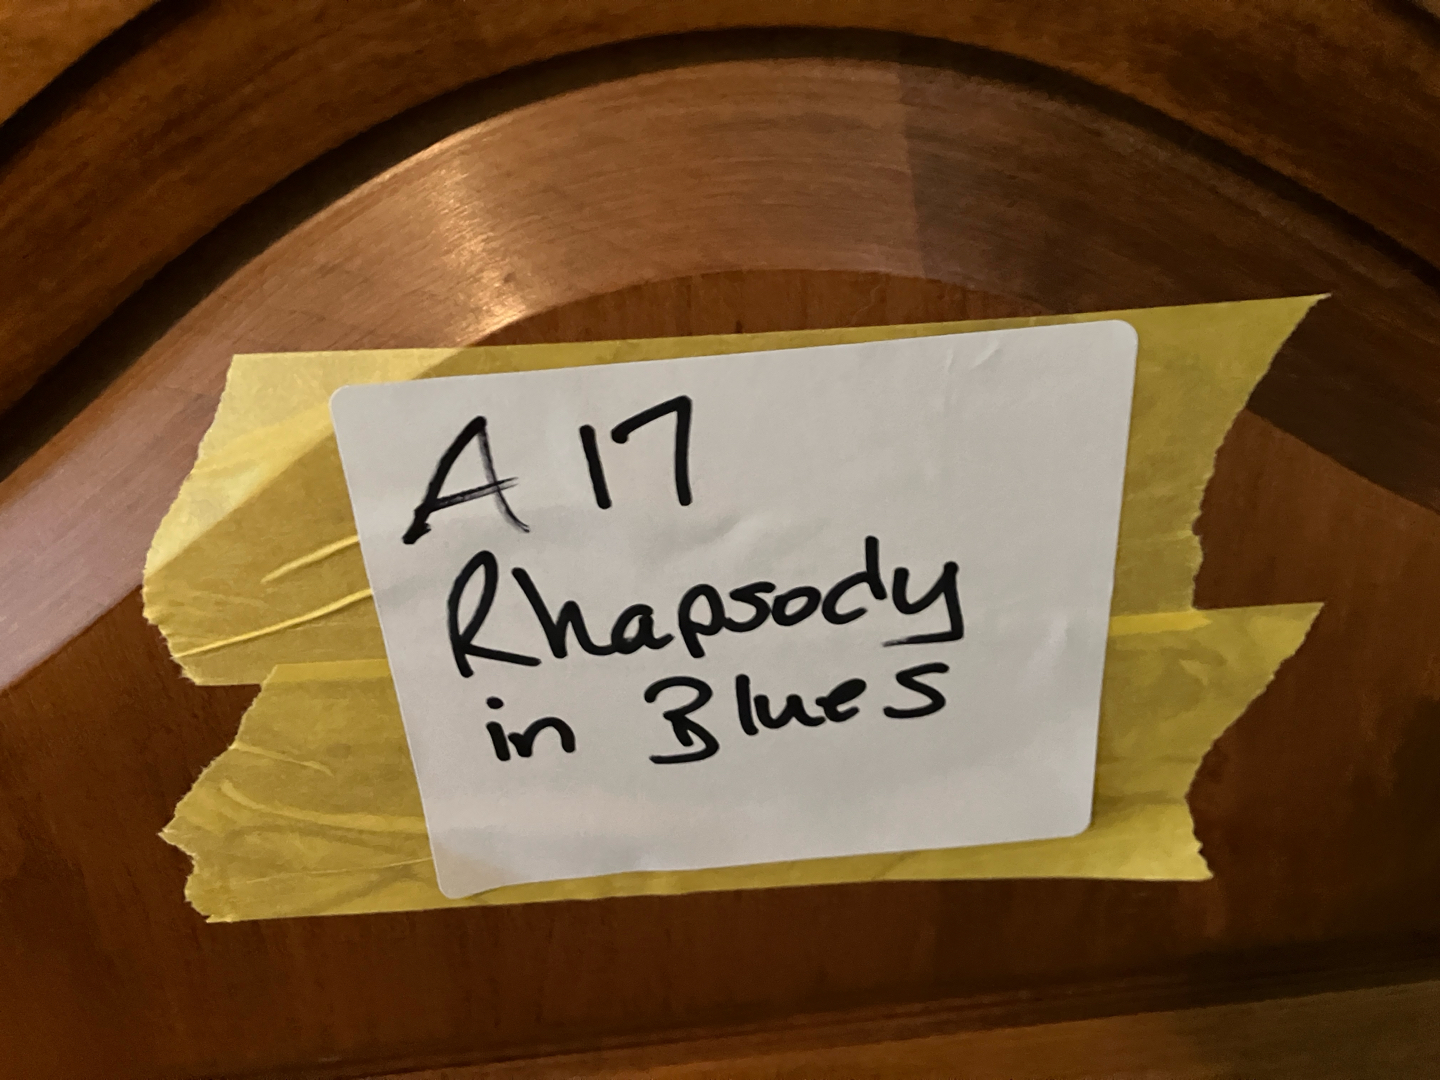 A 17
Rhapsody
in Blues